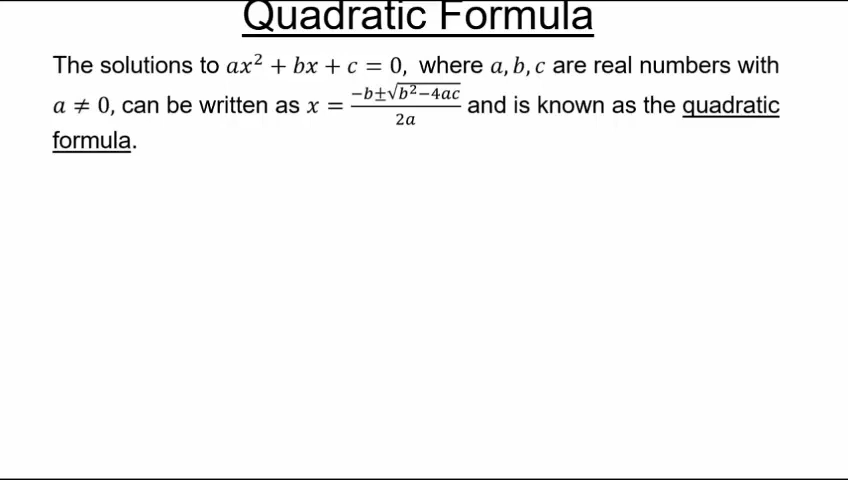 Quadratic Formula
The solutions to 𝑎𝑥² + 𝑏𝑥 + 𝑐 = 0, where 𝑎, 𝑏, 𝑐 are real numbers with
𝑎 ≠ 0, can be written as 𝑥 = (−𝑏±√(𝑏²−4𝑎𝑐))/(2𝑎) and is known as the quadratic
formula.